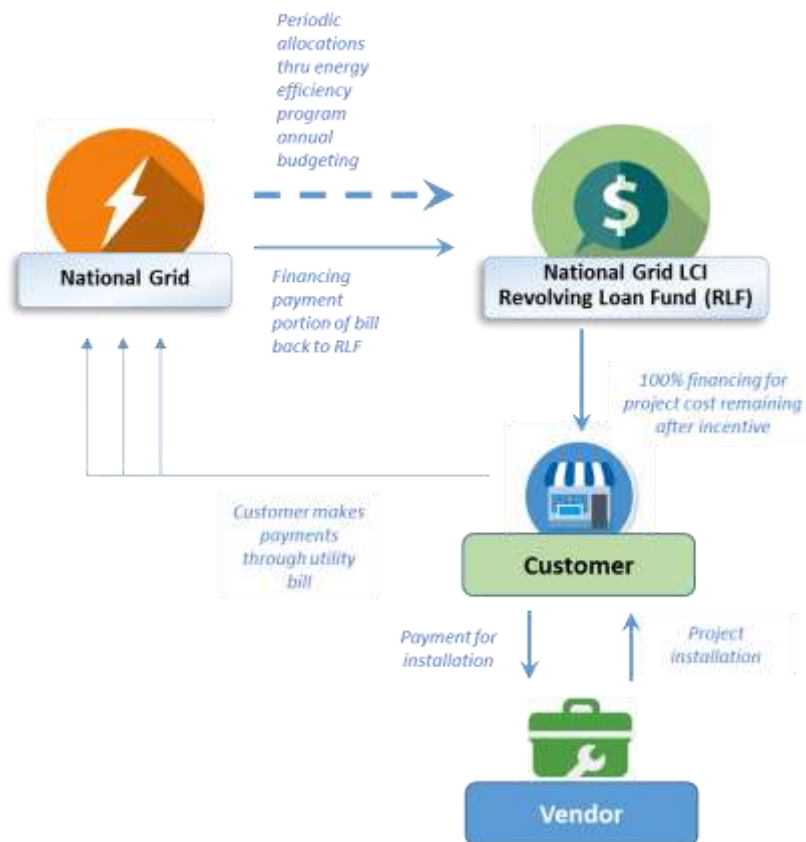 Periodic
allocations
thru energy
efficiency
program
annual
budgeting
National Grid
National Grid LCI
Revolving Loan Fund (RLF)
Financing
payment
portion of bill
back to RLF
100% financing for
project cost remaining
after incentive
Customer makes
payments
through utility
bill
Customer
Payment for
installation
Project
installation
Vendor